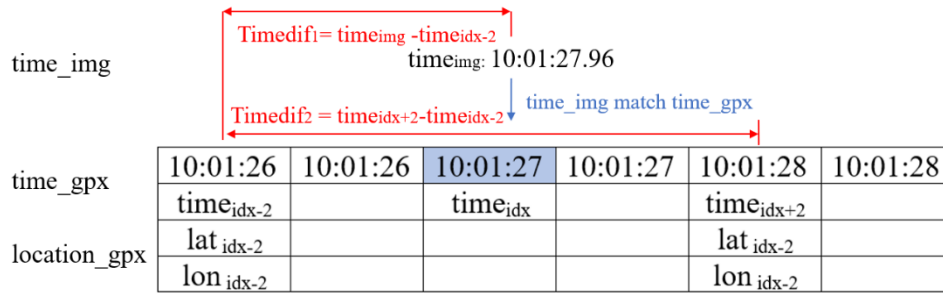 Timedif1= timeimg -timeidx-2
time_img
timeimg: 10:01:27.96
time_img match time_gpx
Timedif2 = timeidx+2-timeidx-2
time_gpx
10:01:26 10:01:26 10:01:27 10:01:27 10:01:28 10:01:28
timeidx-2 timeidx timeidx+2
location_gpx
lat idx-2 lat idx-2
lon idx-2 lon idx-2